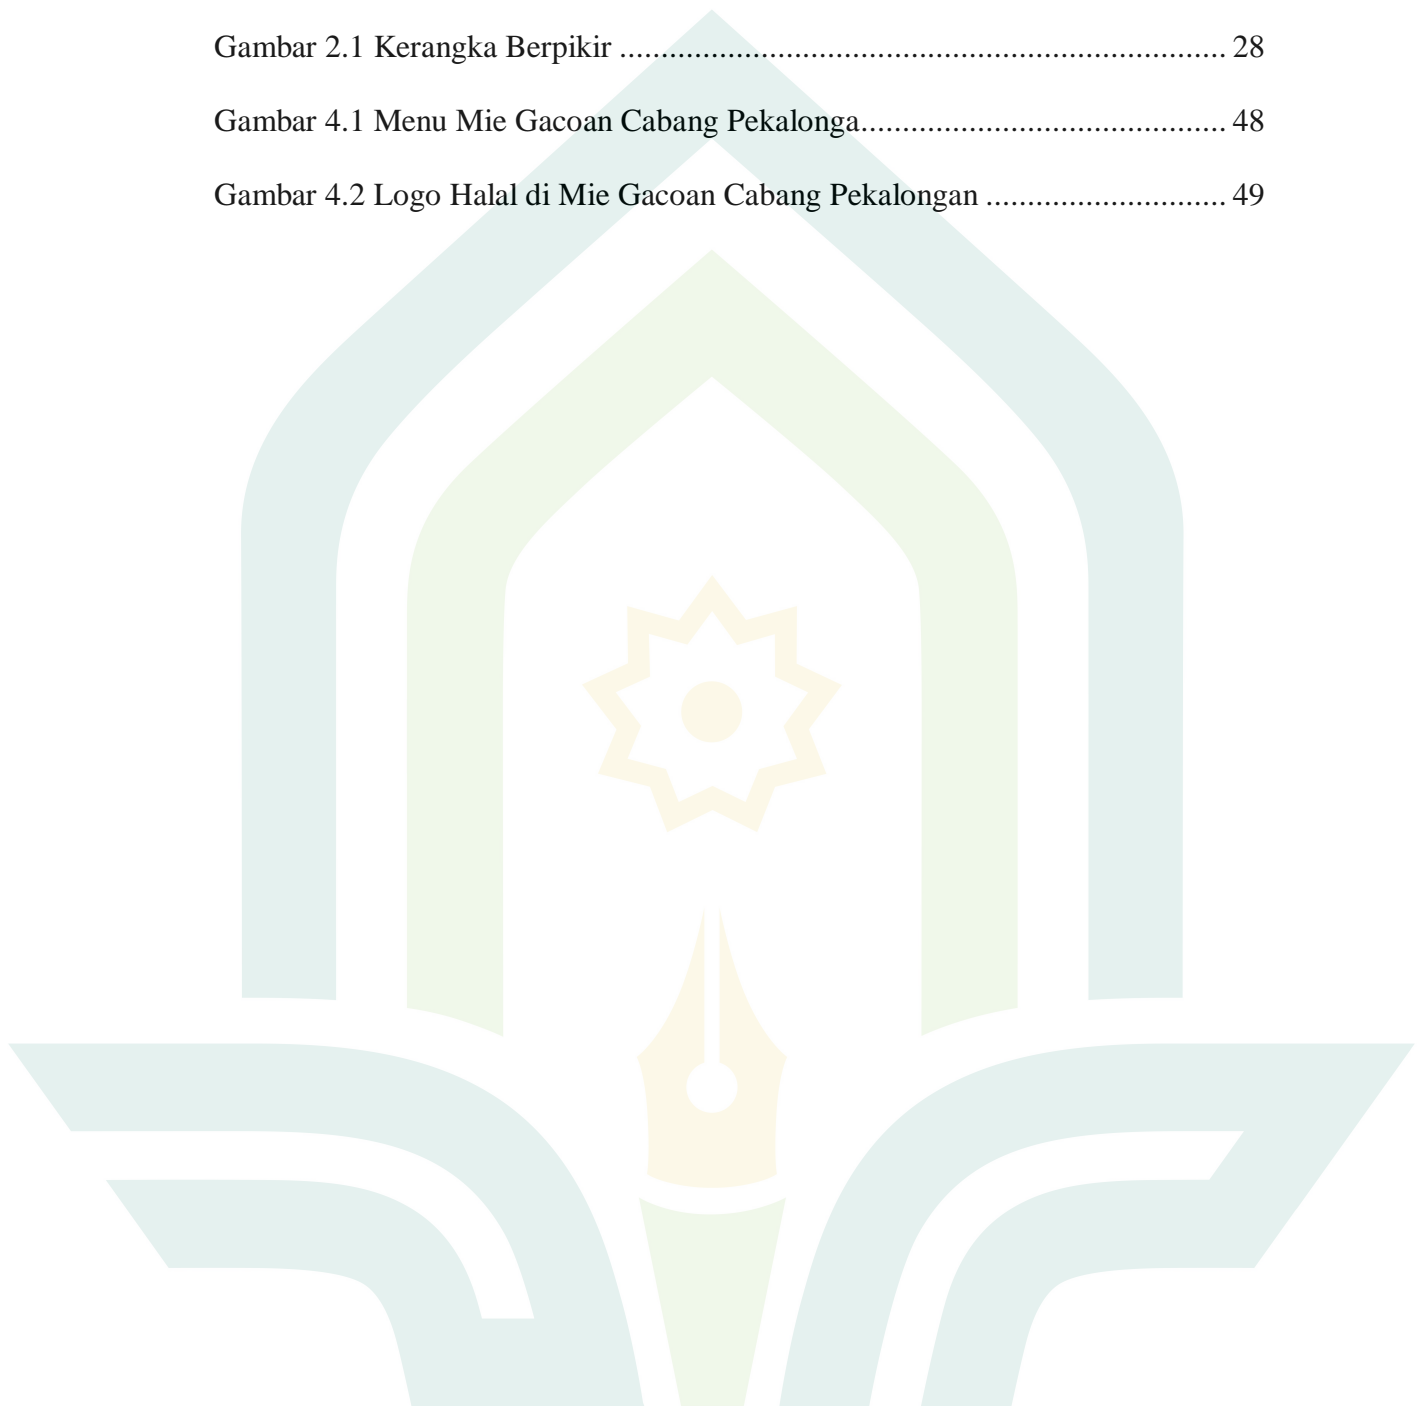 Gambar 2.1 Kerangka Berpikir ......................................................................... 28
Gambar 4.1 Menu Mie Gacoan Cabang Pekalonga............................................ 48
Gambar 4.2 Logo Halal di Mie Gacoan Cabang Pekalongan ............................. 49